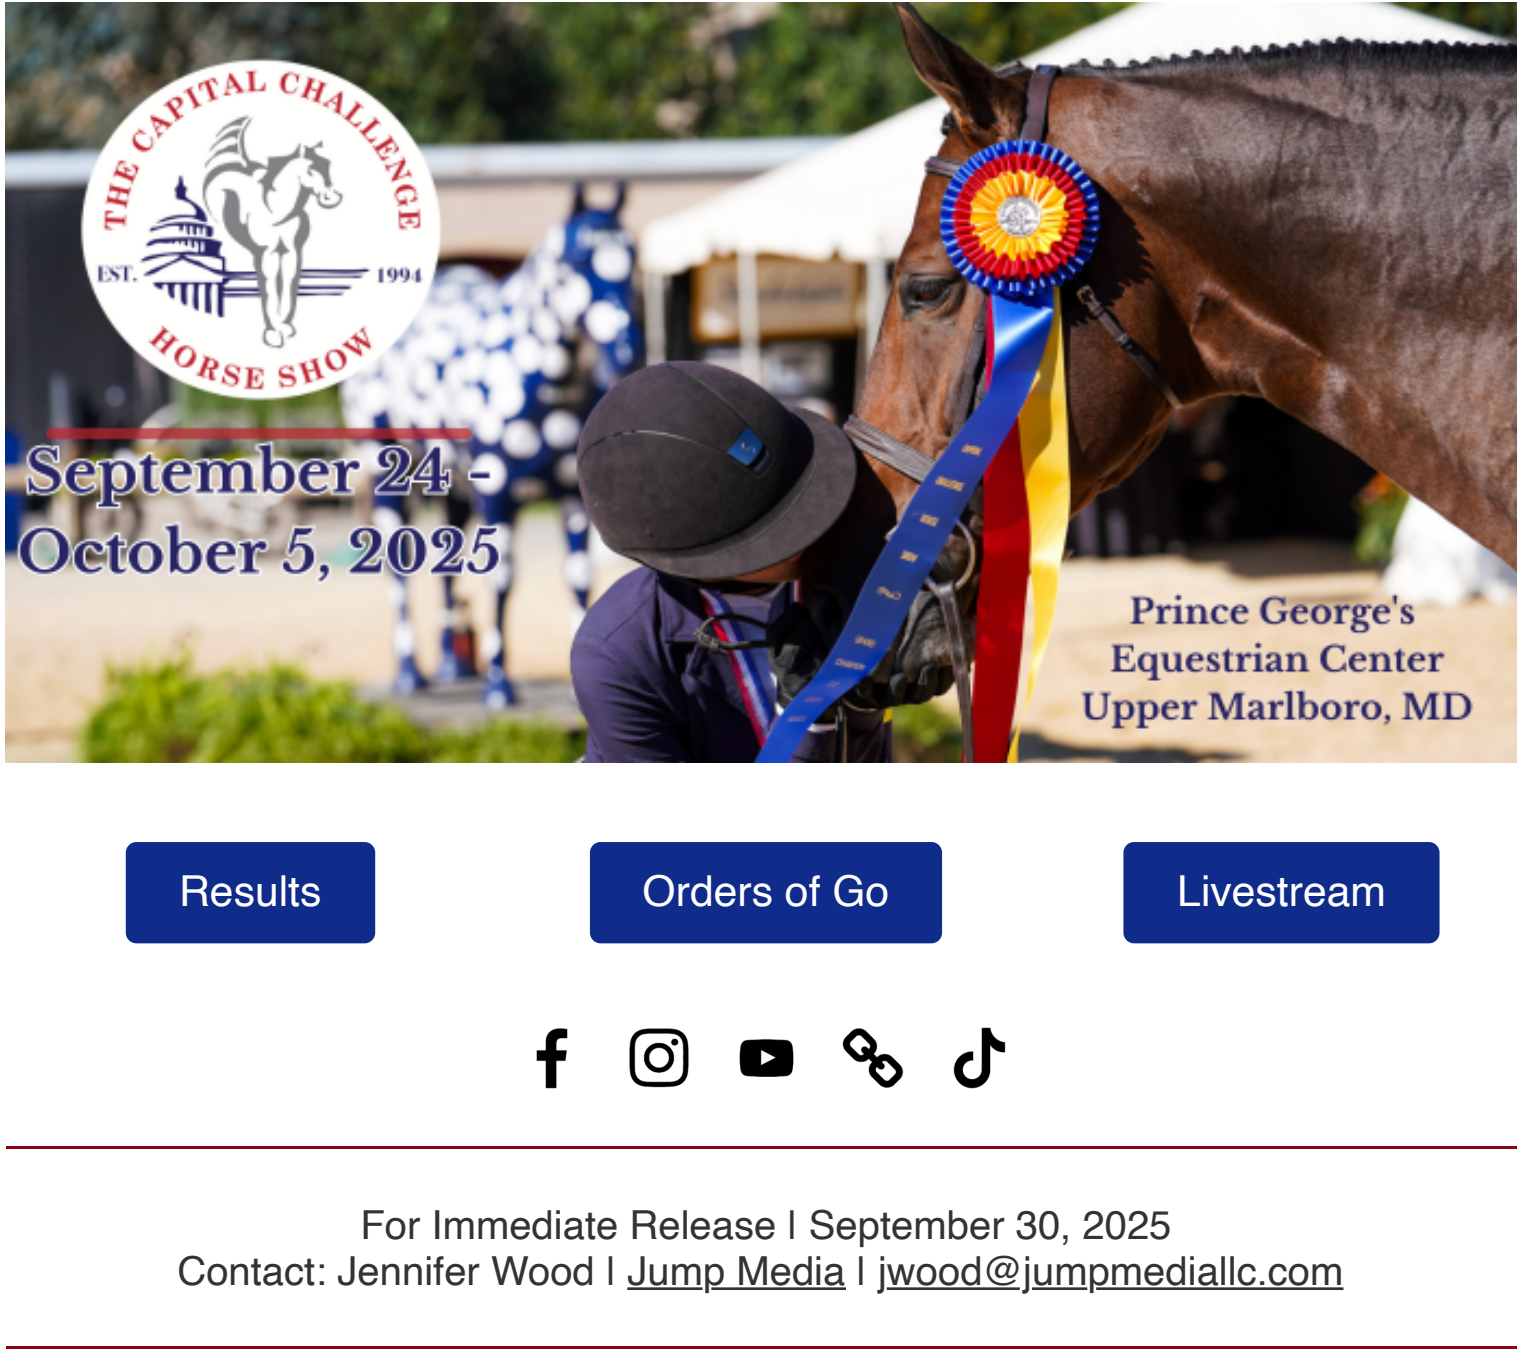 THE CAPITAL CHALLENGE
EST. 1994
HORSE SHOW
September 24 -
October 5, 2025
Prince George's
Equestrian Center
Upper Marlboro, MD
Results
Orders of Go
Livestream
For Immediate Release | September 30, 2025
Contact: Jennifer Wood | Jump Media | jwood@jumpmediallc.com